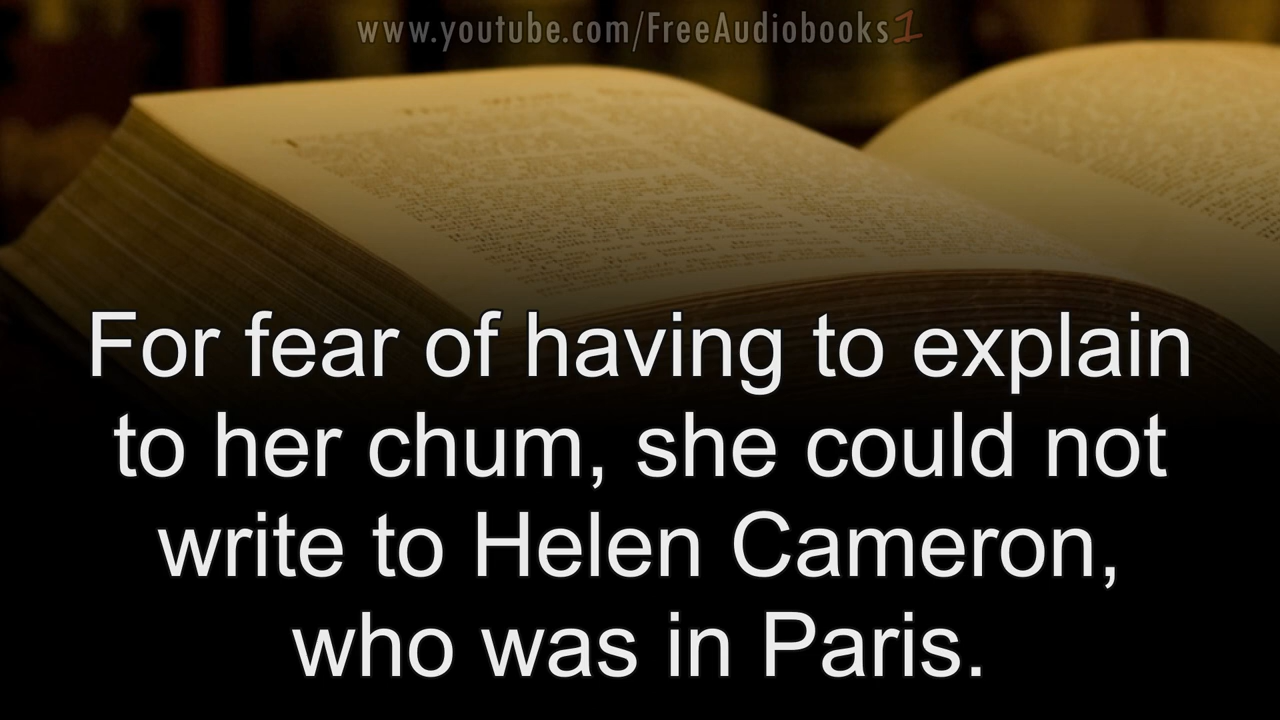 www.youtube.com/FreeAudiobooks1
For fear of having to explain
to her chum, she could not
write to Helen Cameron,
who was in Paris.